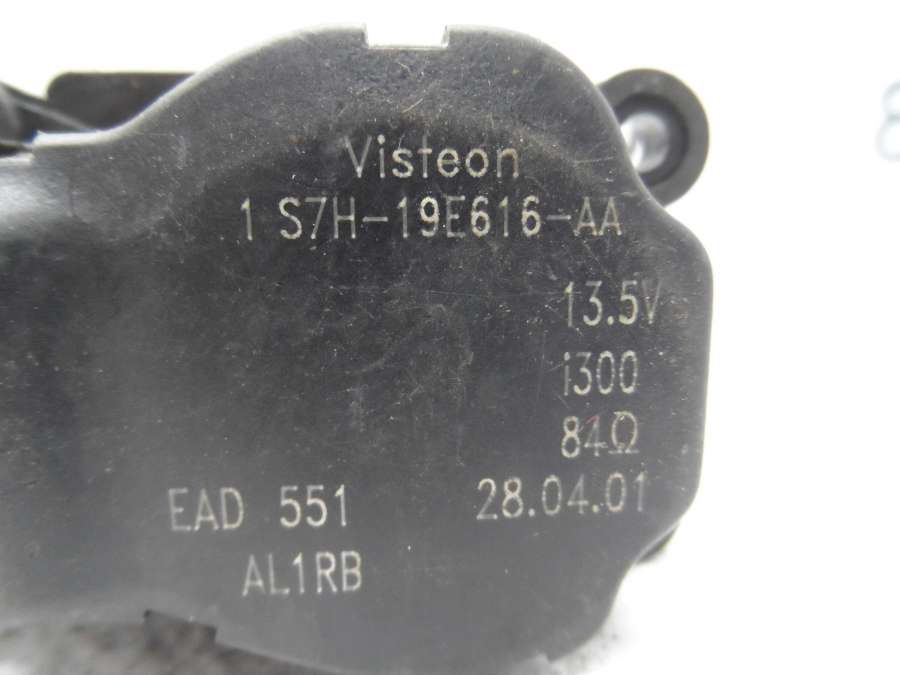 Visteon
1 S7H-19E616-AA
13.5V
i300
84Ω
EAD 551 28.04.01
AL1RB